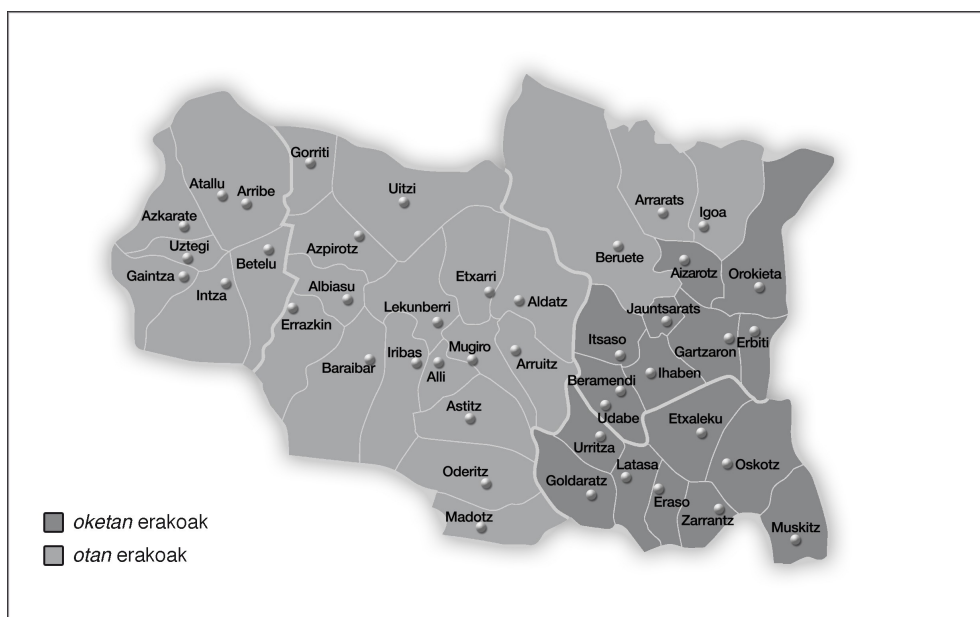 Gorriti
Uitzi
Atallu
Arribe
Azkarate
Uztegi
Gaintza
Intza
Betelu
Azpirotz
Albiasu
Errazkin
Lekunberri
Etxarri
Aldatz
Baraibar
Iribas
Alli
Mugiro
Arruitz
Astitz
Oderitz
Madotz
Arrarats
Igoa
Beruete
Aizarotz
Orokieta
Jauntsarats
Itsaso
Gartzaron
Erbiti
Ihaben
Beramendi
Udabe
Etxaleku
Urritza
Latasa
Oskotz
Goldaratz
Eraso
Zarrantz
Muskitz
oketan erakoak
otan erakoak